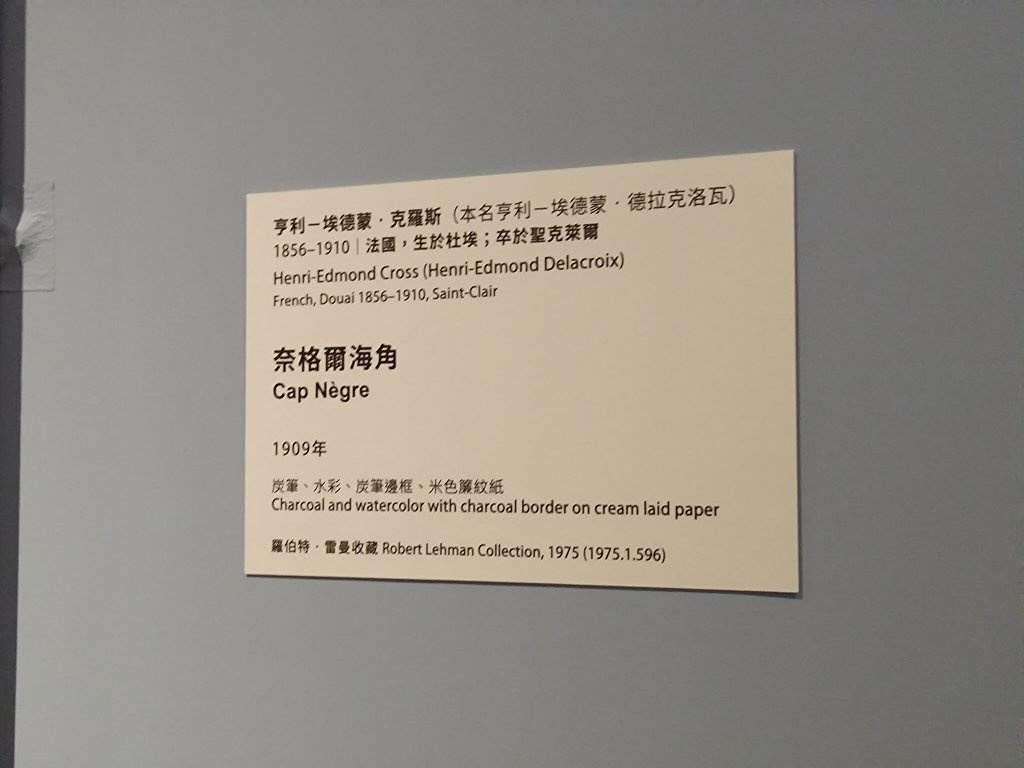 亨利－埃德蒙．克羅斯（本名亨利－埃德蒙．德拉克洛瓦）
1856–1910｜法國，生於杜埃；卒於聖克萊爾
Henri-Edmond Cross (Henri-Edmond Delacroix)
French, Douai 1856–1910, Saint-Clair
奈格爾海角
Cap Nègre
1909年
炭筆、水彩、炭筆邊框、米色簾紋紙
Charcoal and watercolor with charcoal border on cream laid paper
羅伯特．雷曼收藏 Robert Lehman Collection, 1975 (1975.1.596)